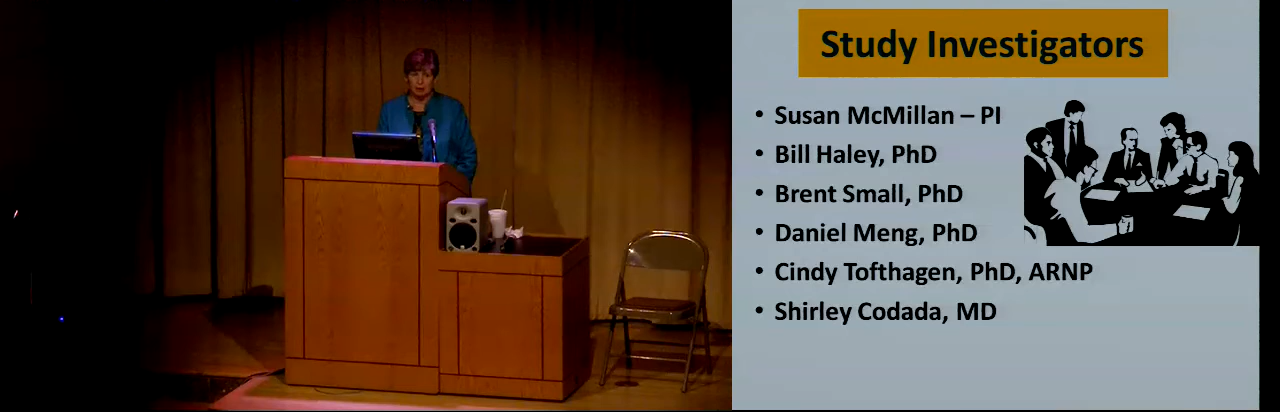 Study Investigators
• Susan McMillan – PI
• Bill Haley, PhD
• Brent Small, PhD
• Daniel Meng, PhD
• Cindy Tofthagen, PhD, ARNP
• Shirley Codada, MD